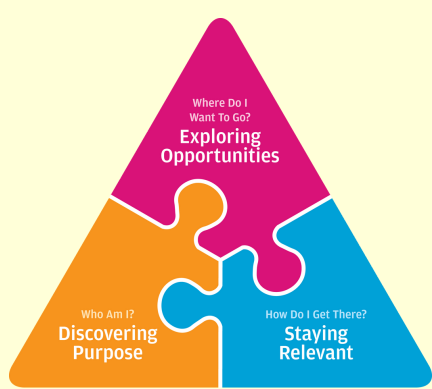 Where Do I
Want To Go?
Exploring
Opportunities
Who Am I?
Discovering
Purpose
How Do I Get There?
Staying
Relevant